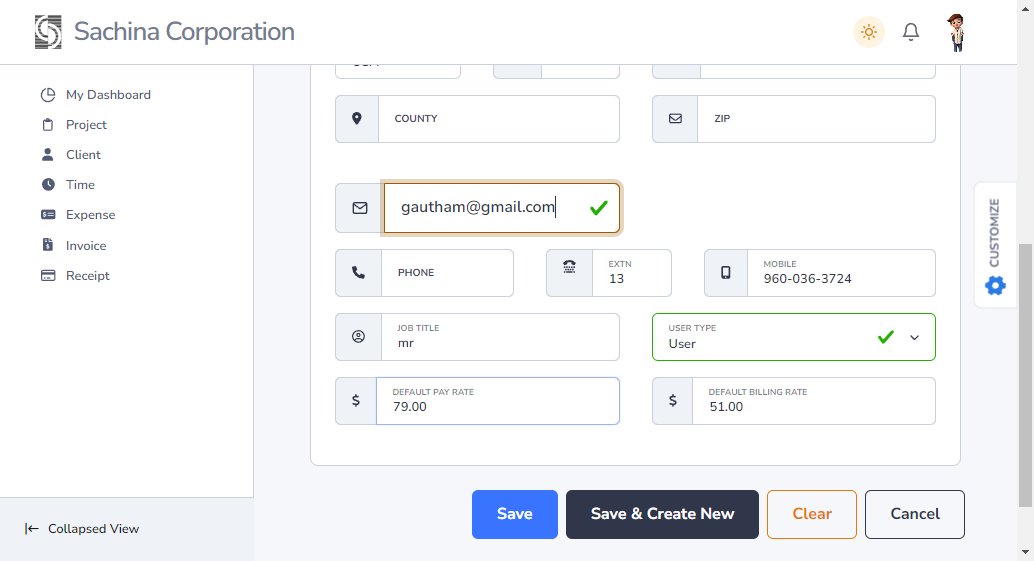 Sachina Corporation
My Dashboard
Project
Client
Time
Expense
Invoice
Receipt
Collapsed View
COUNTY
ZIP
gautham@gmail.com
PHONE
EXTN
13
MOBILE
960-036-3724
JOB TITLE
mr
USER TYPE
User
DEFAULT PAY RATE
79.00
DEFAULT BILLING RATE
51.00
Save
Save & Create New
Clear
Cancel
CUSTOMIZE